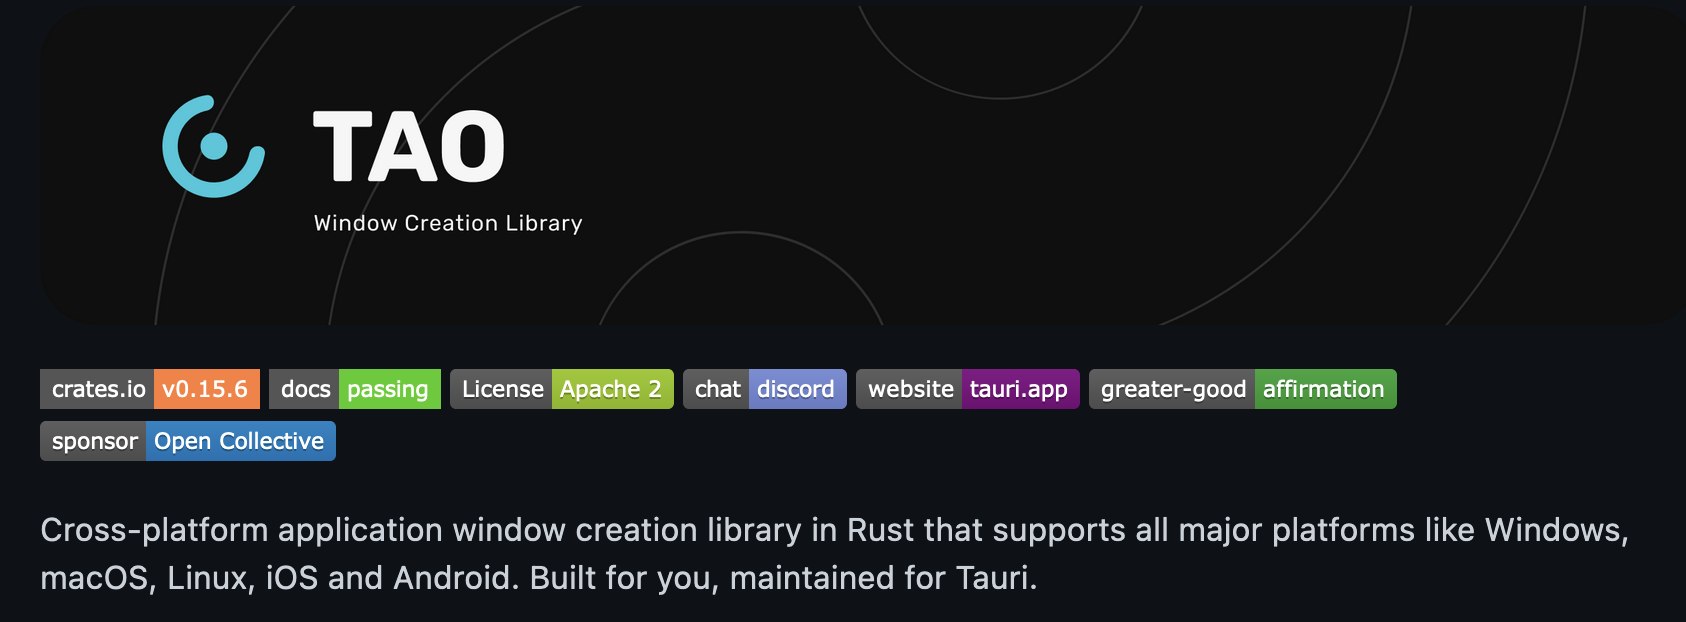 TAO
Window Creation Library
crates.io v0.15.6 docs passing License Apache 2 chat discord website tauri.app greater-good affirmation
sponsor Open Collective
Cross-platform application window creation library in Rust that supports all major platforms like Windows,
macOS, Linux, iOS and Android. Built for you, maintained for Tauri.